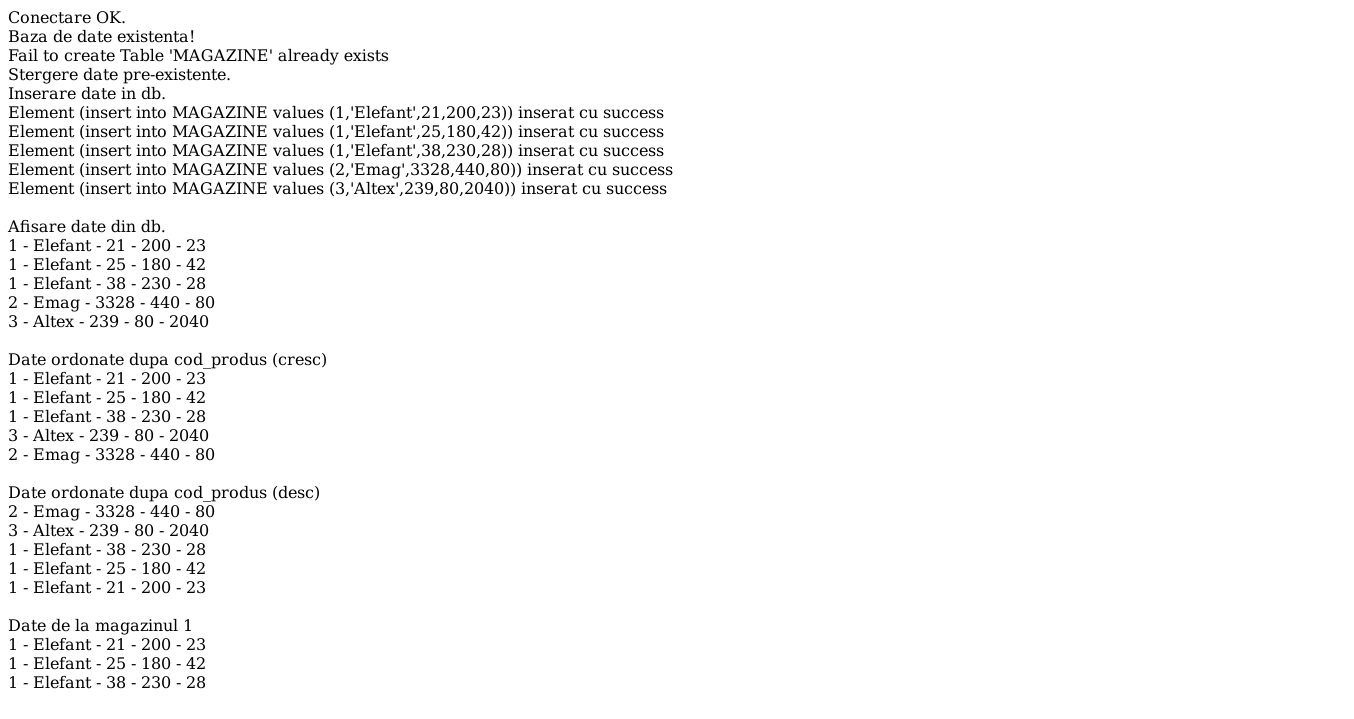 Conectare OK.
Baza de date existenta!
Fail to create Table 'MAGAZINE' already exists
Stergere date pre-existente.
Inserare date in db.
Element (insert into MAGAZINE values (1,'Elefant',21,200,23)) inserat cu success
Element (insert into MAGAZINE values (1,'Elefant',25,180,42)) inserat cu success
Element (insert into MAGAZINE values (1,'Elefant',38,230,28)) inserat cu success
Element (insert into MAGAZINE values (2,'Emag',3328,440,80)) inserat cu success
Element (insert into MAGAZINE values (3,'Altex',239,80,2040)) inserat cu success
Afisare date din db.
1 - Elefant - 21 - 200 - 23
1 - Elefant - 25 - 180 - 42
1 - Elefant - 38 - 230 - 28
2 - Emag - 3328 - 440 - 80
3 - Altex - 239 - 80 - 2040
Date ordonate dupa cod_produs (cresc)
1 - Elefant - 21 - 200 - 23
1 - Elefant - 25 - 180 - 42
1 - Elefant - 38 - 230 - 28
3 - Altex - 239 - 80 - 2040
2 - Emag - 3328 - 440 - 80
Date ordonate dupa cod_produs (desc)
2 - Emag - 3328 - 440 - 80
3 - Altex - 239 - 80 - 2040
1 - Elefant - 38 - 230 - 28
1 - Elefant - 25 - 180 - 42
1 - Elefant - 21 - 200 - 23
Date de la magazinul 1
1 - Elefant - 21 - 200 - 23
1 - Elefant - 25 - 180 - 42
1 - Elefant - 38 - 230 - 28